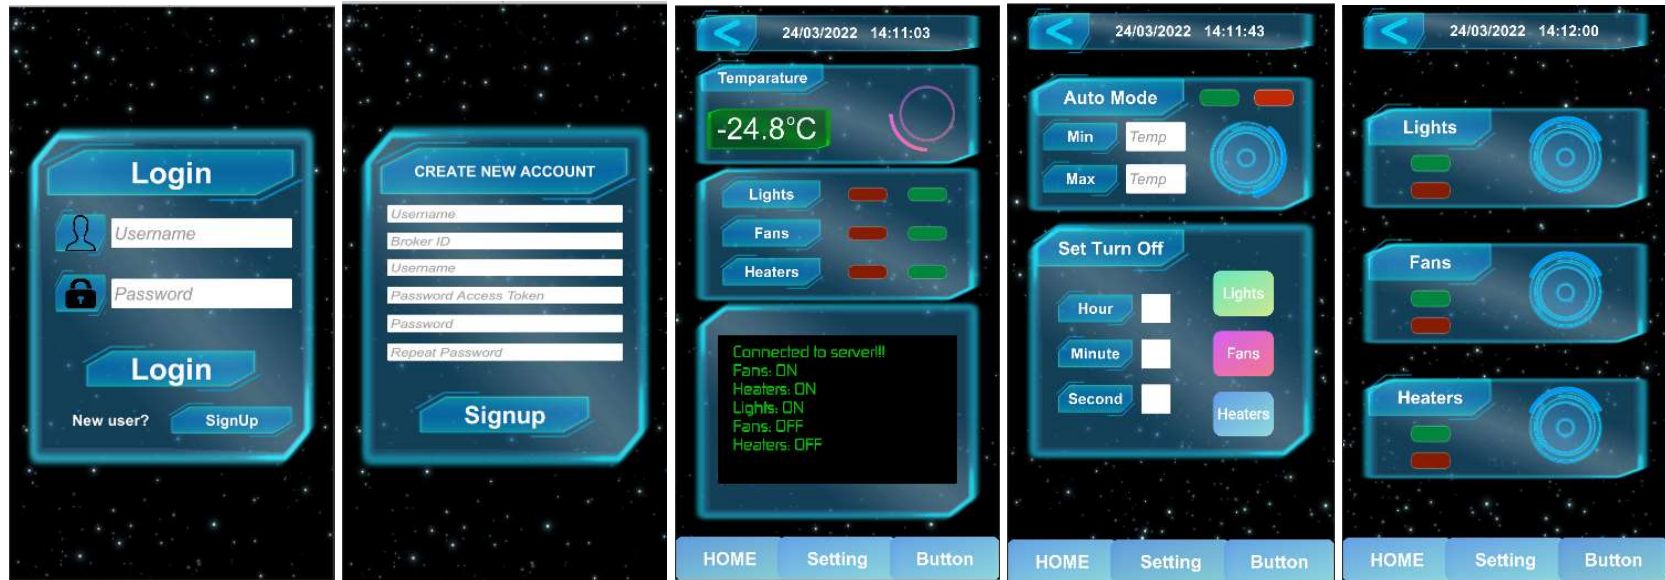 Login
Username
Password
Login
New user? SignUp
CREATE NEW ACCOUNT
Username
Broker ID
Username
Password Access Token
Password
Repeat Password
Signup
24/03/2022 14:11:03
Temparature
-24.8°C
Lights
Fans
Heaters
Connected to server!!!
Fans: ON
Heaters: ON
Lights: ON
Fans: OFF
Heaters: OFF
HOME Setting Button
24/03/2022 14:11:43
Auto Mode
Min Temp
Max Temp
Set Turn Off
Hour
Minute
Second
Lights
Fans
Heaters
HOME Setting Button
24/03/2022 14:12:00
Lights
Fans
Heaters
HOME Setting Button